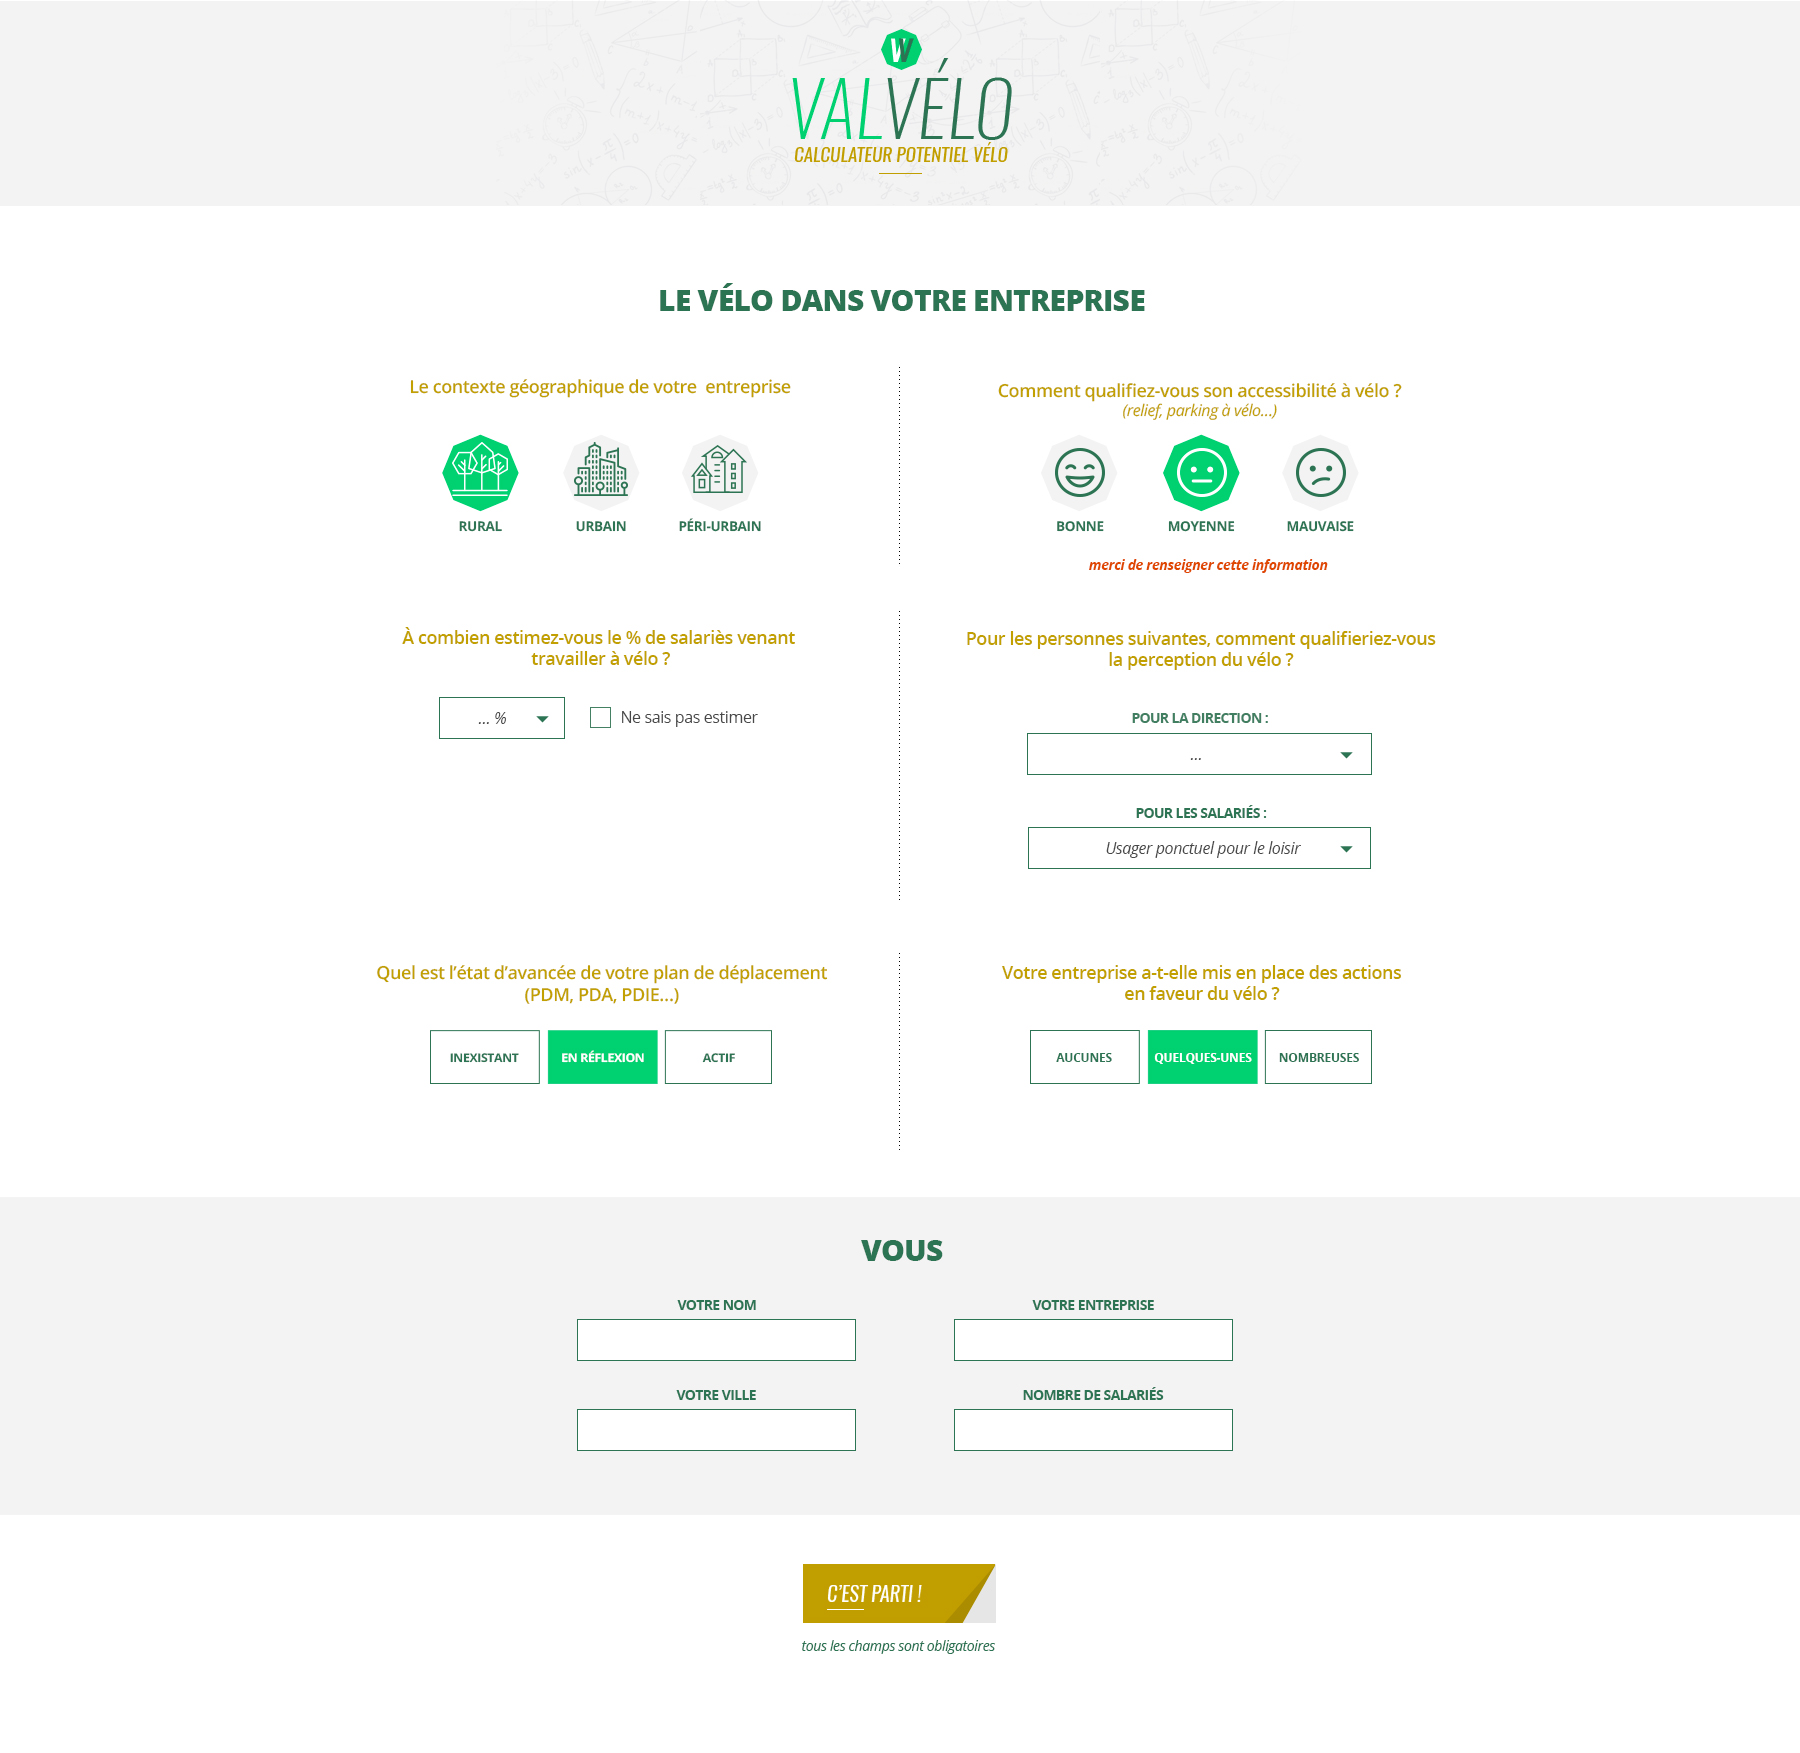 VALVÉLO
CALCULATEUR POTENTIEL VÉLO
LE VÉLO DANS VOTRE ENTREPRISE
Le contexte géographique de votre entreprise
RURAL
URBAIN
PÉRI-URBAIN
Comment qualifiez-vous son accessibilité à vélo ?
(relief, parking à vélo...)
BONNE
MOYENNE
MAUVAISE
merci de renseigner cette information
À combien estimez-vous le % de salariès venant
travailler à vélo ?
... %
Ne sais pas estimer
Pour les personnes suivantes, comment qualifieriez-vous
la perception du vélo ?
POUR LA DIRECTION :
...
POUR LES SALARIÉS :
Usager ponctuel pour le loisir
Quel est l’état d’avancée de votre plan de déplacement
(PDM, PDA, PDIE...)
INEXISTANT
EN RÉFLEXION
ACTIF
Votre entreprise a-t-elle mis en place des actions
en faveur du vélo ?
AUCUNES
QUELQUES-UNES
NOMBREUSES
VOUS
VOTRE NOM
VOTRE ENTREPRISE
VOTRE VILLE
NOMBRE DE SALARIÉS
C’EST PARTI !
tous les champs sont obligatoires